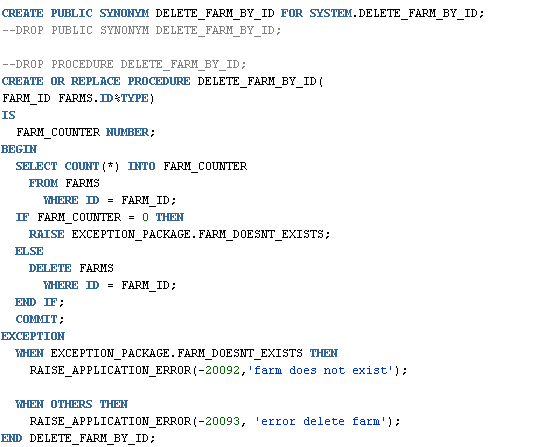 CREATE PUBLIC SYNONYM DELETE_FARM_BY_ID FOR SYSTEM.DELETE_FARM_BY_ID;
--DROP PUBLIC SYNONYM DELETE_FARM_BY_ID;
--DROP PROCEDURE DELETE_FARM_BY_ID;
CREATE OR REPLACE PROCEDURE DELETE_FARM_BY_ID(
FARM_ID FARMS.ID%TYPE)
IS
FARM_COUNTER NUMBER;
BEGIN
SELECT COUNT(*) INTO FARM_COUNTER
FROM FARMS
WHERE ID = FARM_ID;
IF FARM_COUNTER = 0 THEN
RAISE EXCEPTION_PACKAGE.FARM_DOESNT_EXISTS;
ELSE
DELETE FARMS
WHERE ID = FARM_ID;
END IF;
COMMIT;
EXCEPTION
WHEN EXCEPTION_PACKAGE.FARM_DOESNT_EXISTS THEN
RAISE_APPLICATION_ERROR(-20092,'farm does not exist');
WHEN OTHERS THEN
RAISE_APPLICATION_ERROR(-20093, 'error delete farm');
END DELETE_FARM_BY_ID;